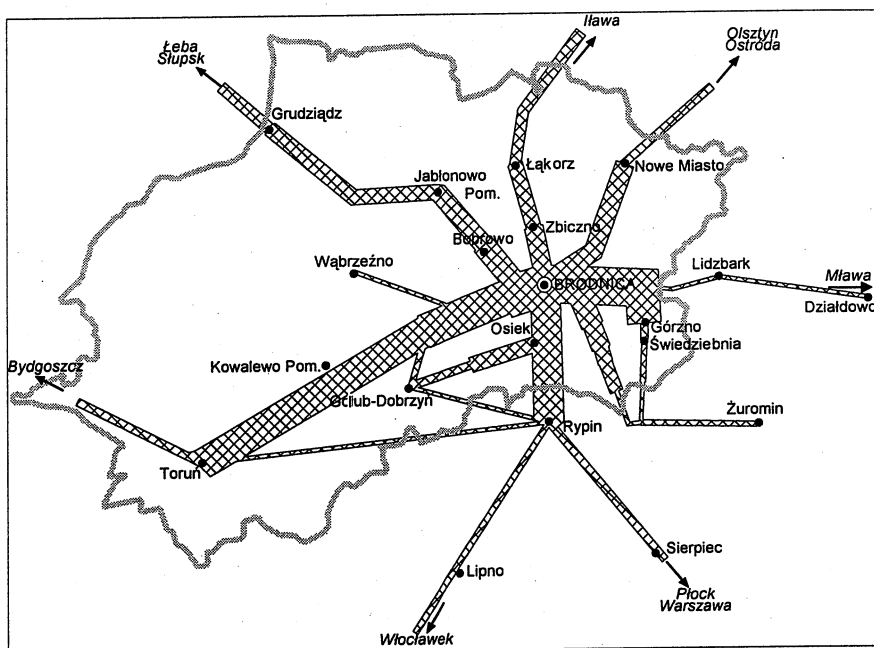 Iława
Olsztyn
Ostróda
Łeba
Słupsk
Grudziądz
Jabłonowo
Pom.
Łąkorz
Nowe Miasto
Zbiczno
Bobrowo
Wąbrzeźno
Lidzbark
BRODNICA
Mława
Działdowo
Osiek
Górzno
Świedziebnia
Bydgoszcz
Kowalewo Pom.
Golub-Dobrzyń
Żuromin
Rypin
Toruń
Sierpiec
Lipno
Płock
Warszawa
Włocławek